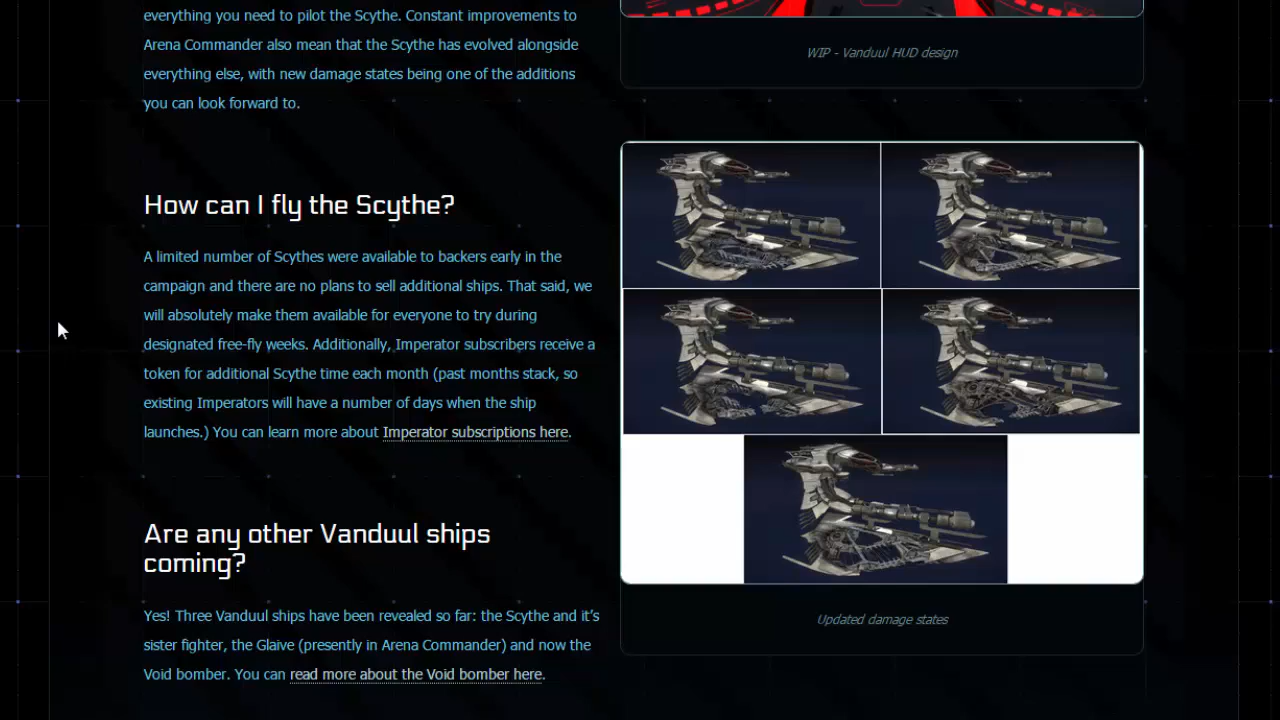 everything you need to pilot the Scythe. Constant improvements to
Arena Commander also mean that the Scythe has evolved alongside
everything else, with new damage states being one of the additions
you can look forward to.
WIP - Vanduul HUD design
How can I fly the Scythe?
A limited number of Scythes were available to backers early in the
campaign and there are no plans to sell additional ships. That said, we
will absolutely make them available for everyone to try during
designated free-fly weeks. Additionally, Imperator subscribers receive a
token for additional Scythe time each month (past months stack, so
existing Imperators will have a number of days when the ship
launches.) You can learn more about Imperator subscriptions here.
Are any other Vanduul ships
coming?
Yes! Three Vanduul ships have been revealed so far: the Scythe and it’s
sister fighter, the Glaive (presently in Arena Commander) and now the
Void bomber. You can read more about the Void bomber here.
Updated damage states